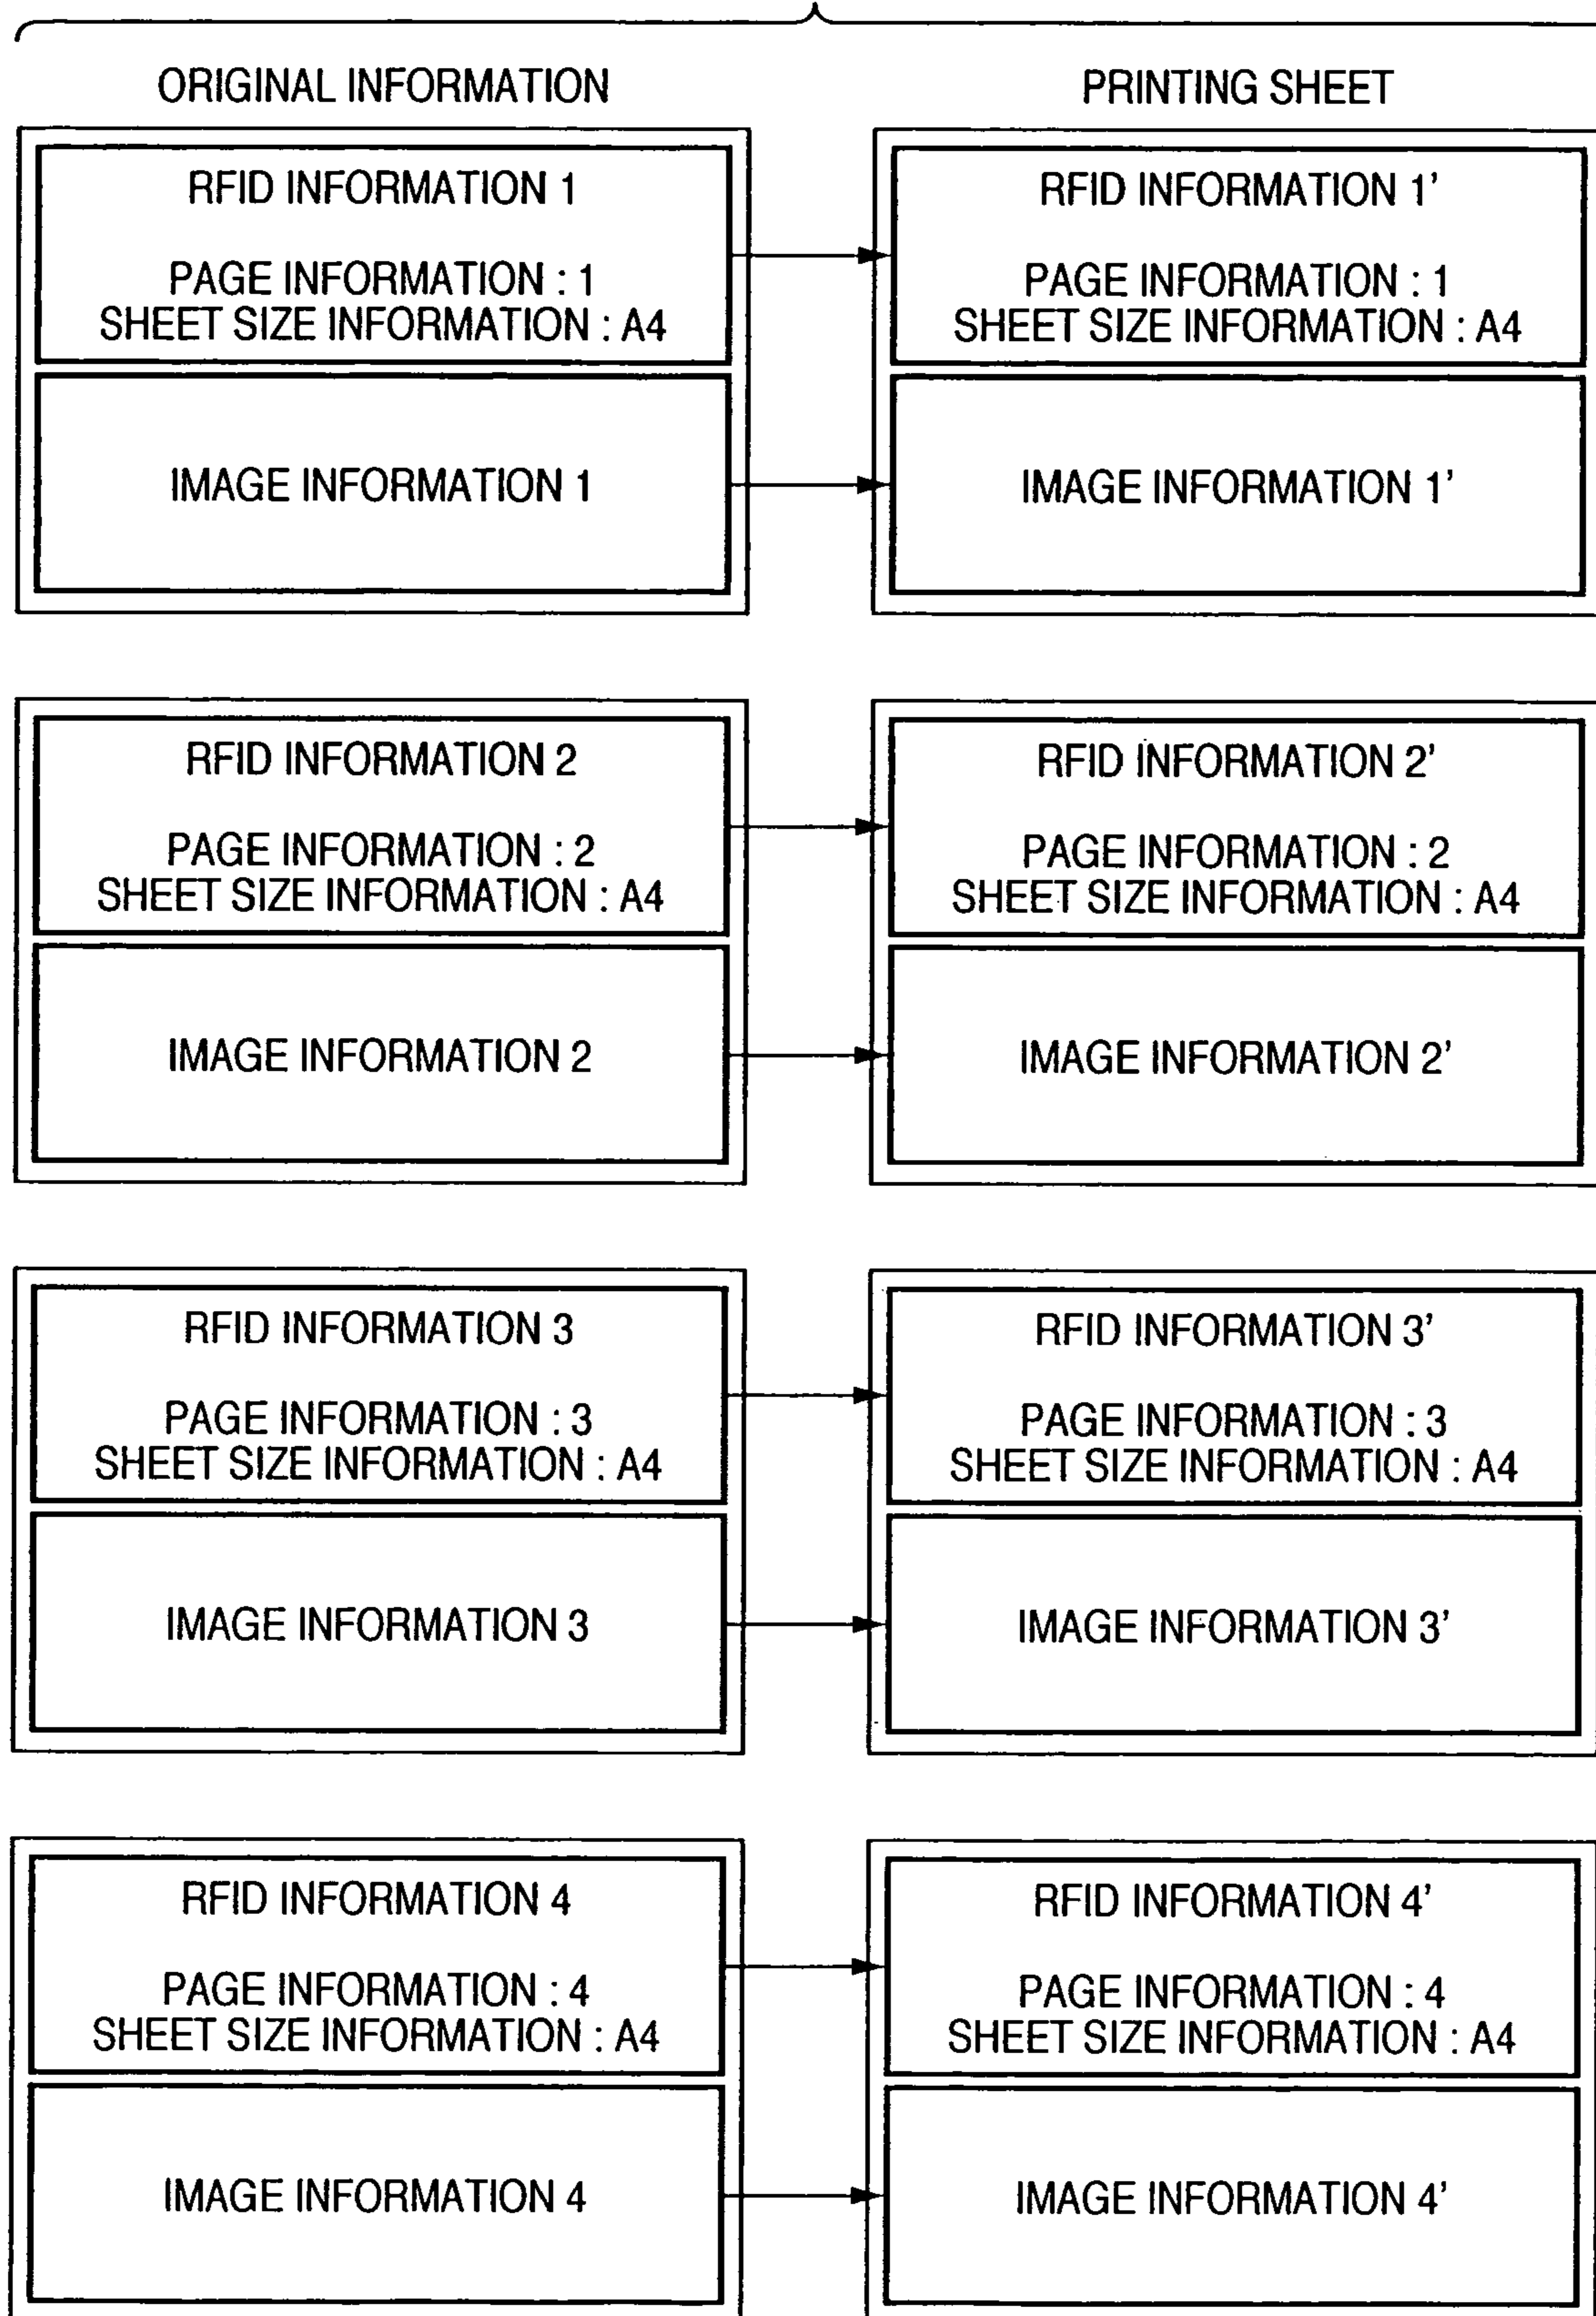 ORIGINAL INFORMATION
PRINTING SHEET
RFID INFORMATION 1
PAGE INFORMATION : 1
SHEET SIZE INFORMATION : A4
IMAGE INFORMATION 1
RFID INFORMATION 1'
PAGE INFORMATION : 1
SHEET SIZE INFORMATION : A4
IMAGE INFORMATION 1'
RFID INFORMATION 2
PAGE INFORMATION : 2
SHEET SIZE INFORMATION : A4
IMAGE INFORMATION 2
RFID INFORMATION 2'
PAGE INFORMATION : 2
SHEET SIZE INFORMATION : A4
IMAGE INFORMATION 2'
RFID INFORMATION 3
PAGE INFORMATION : 3
SHEET SIZE INFORMATION : A4
IMAGE INFORMATION 3
RFID INFORMATION 3'
PAGE INFORMATION : 3
SHEET SIZE INFORMATION : A4
IMAGE INFORMATION 3'
RFID INFORMATION 4
PAGE INFORMATION : 4
SHEET SIZE INFORMATION : A4
IMAGE INFORMATION 4
RFID INFORMATION 4'
PAGE INFORMATION : 4
SHEET SIZE INFORMATION : A4
IMAGE INFORMATION 4'